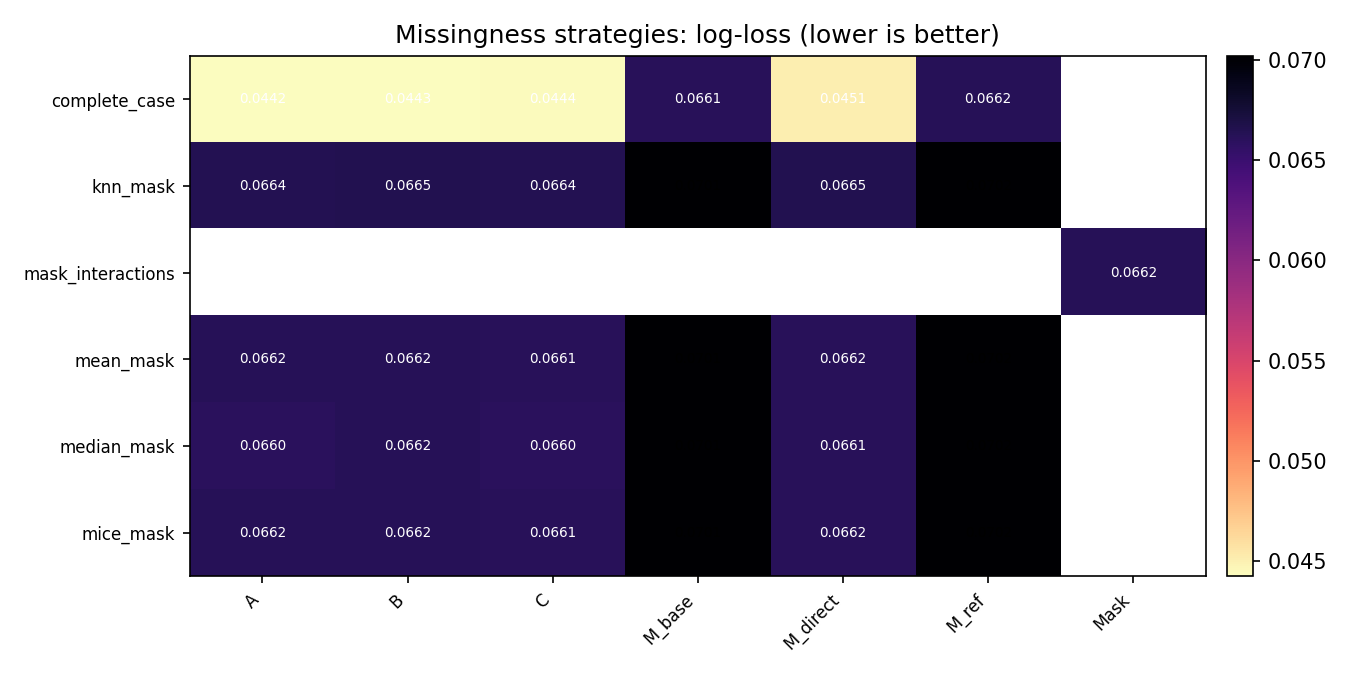 Missingness strategies: log-loss (lower is better)
complete_case 0.0442 0.0443 0.0444 0.0661 0.0451 0.0662
knn_mask 0.0664 0.0665 0.0664 0.0665
mask_interactions 0.0662
mean_mask 0.0662 0.0662 0.0661 0.0662
median_mask 0.0660 0.0662 0.0660 0.0661
mice_mask 0.0662 0.0662 0.0661 0.0662
A B C M_base M_direct M_ref Mask
0.070
0.065
0.060
0.055
0.050
0.045